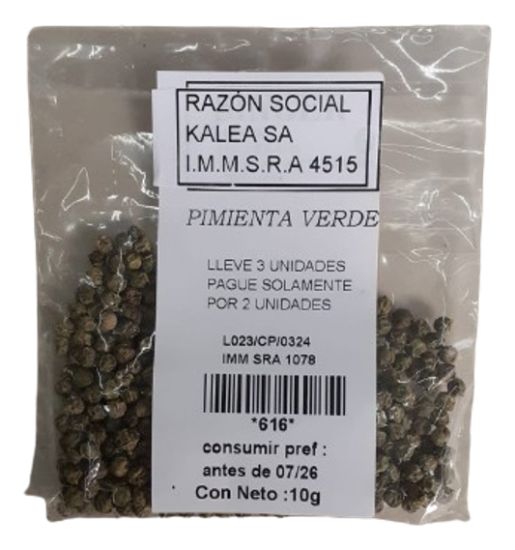 RAZÓN SOCIAL
KALEA SA
I.M.M.S.R.A 4515
PIMIENTA VERDE
LLEVE 3 UNIDADES
PAGUE SOLAMENTE
POR 2 UNIDADES
L023/CP/0324
IMM SRA 1078
*616*
consumir pref :
antes de 07/26
Con Neto :10g